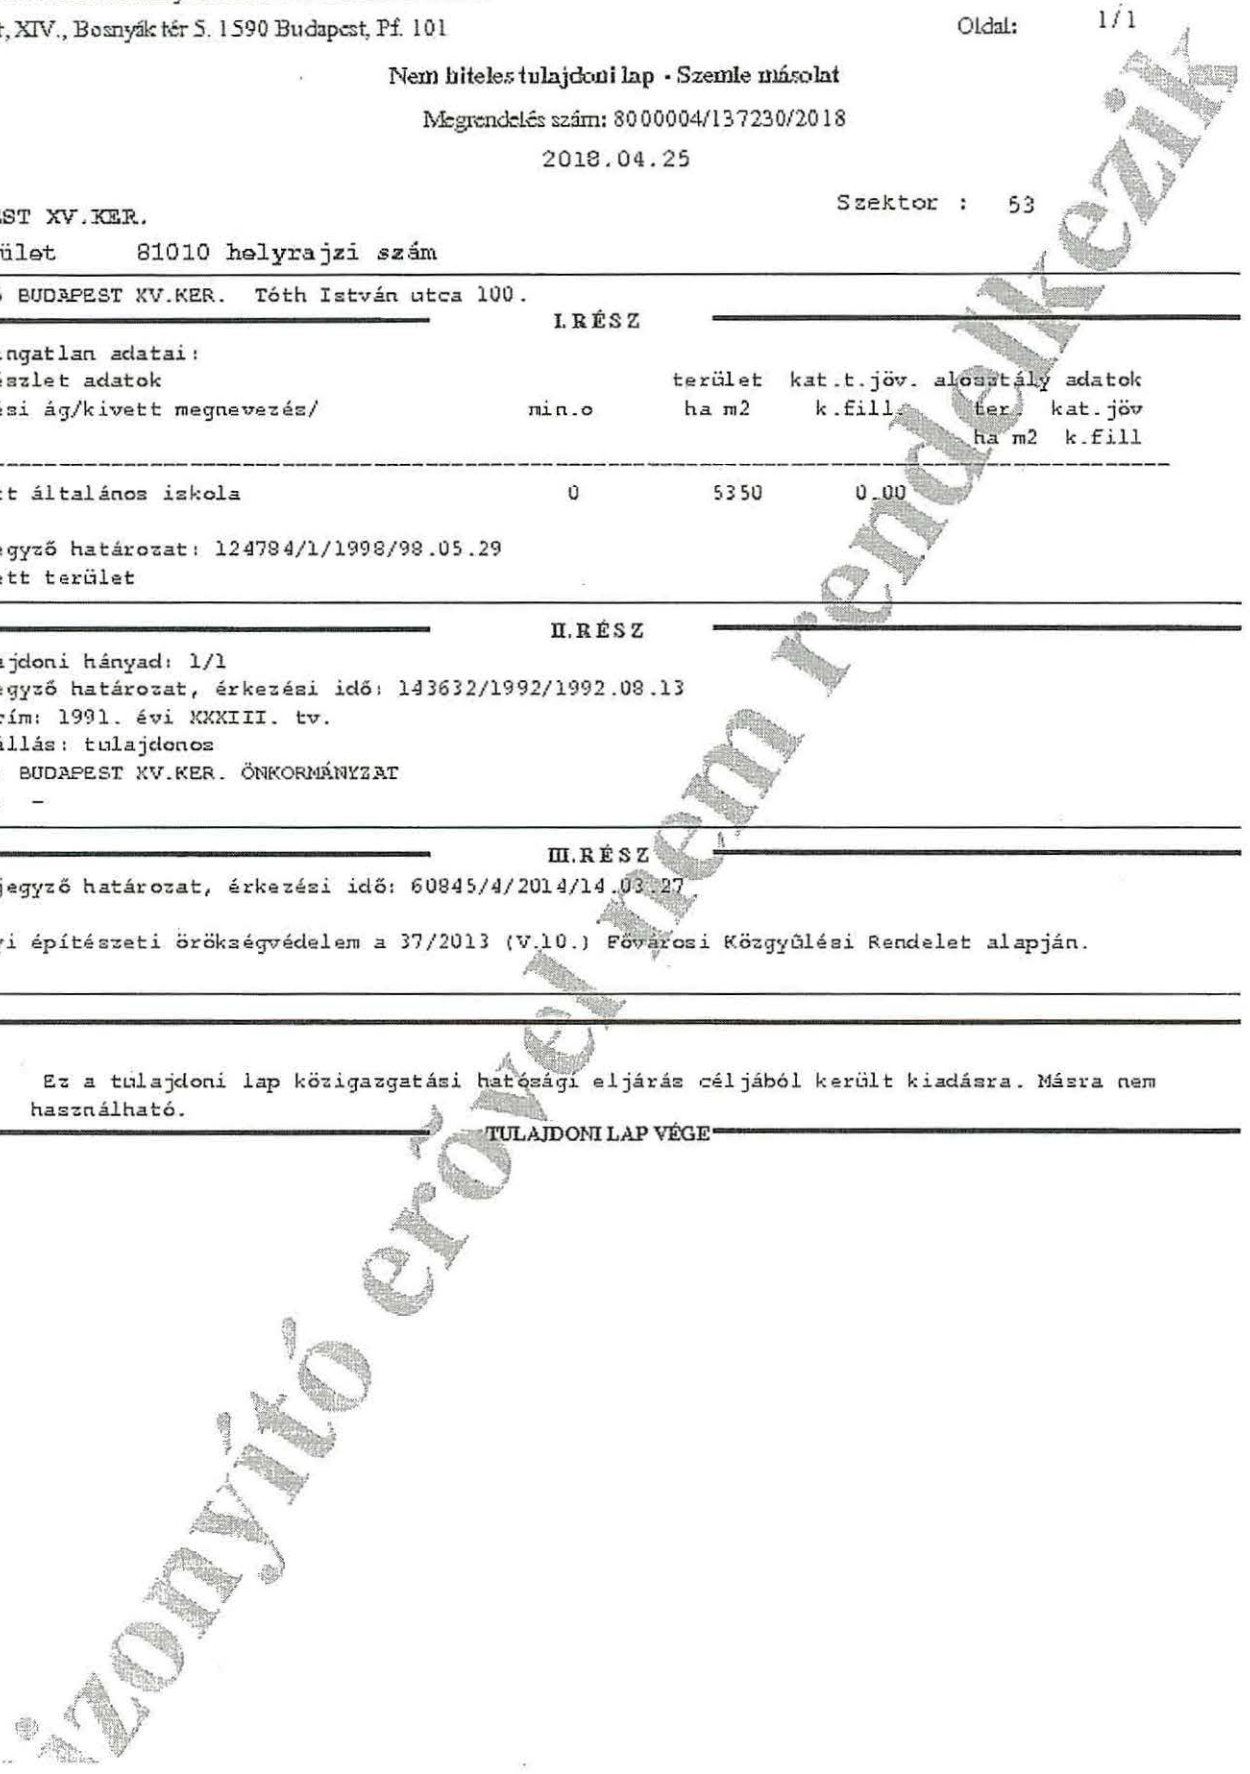 t, XIV., Bosnyák tér 5. 1590 Budapest, Pf. 101
Oldal: 1/1
Nem hiteles tulajdoni lap - Szemle másolat
Megrendelés szám: 8000004/137230/2018
2018.04.25
Szektor : 53
EST XV.KER.
ület 81010 helyrajzi szám
BUDAPEST XV.KER. Tóth István utca 100.
I.RÉSZ
ingatlan adatai:
észlet adatok terület kat.t.jöv. alosztály adatok
ési ág/kivett megnevezés/ min.o ha m2 k.fill. ter. kat.jöv
ha m2 k.fill
tt általános iskola 0 5350 0.00
egyző határozat: 124784/1/1998/98.05.29
ett terület
II.RÉSZ
ajdoni hányad: 1/1
egyző határozat, érkezési idő: 143632/1992/1992.08.13
cím: 1991. évi XXXIII. tv.
állás: tulajdonos
BUDAPEST XV.KER. ÖNKORMÁNYZAT
: -
III.RÉSZ
jegyző határozat, érkezési idő: 60845/4/2014/14.03.27
yi építészeti örökségvédelem a 37/2013 (V.10.) Fővárosi Közgyűlési Rendelet alapján.
Ez a tulajdoni lap közigazgatási hatósági eljárás céljából került kiadásra. Másra nem
használható.
TULAJDONI LAP VÉGE
izonyító erővel nem rendelkezik